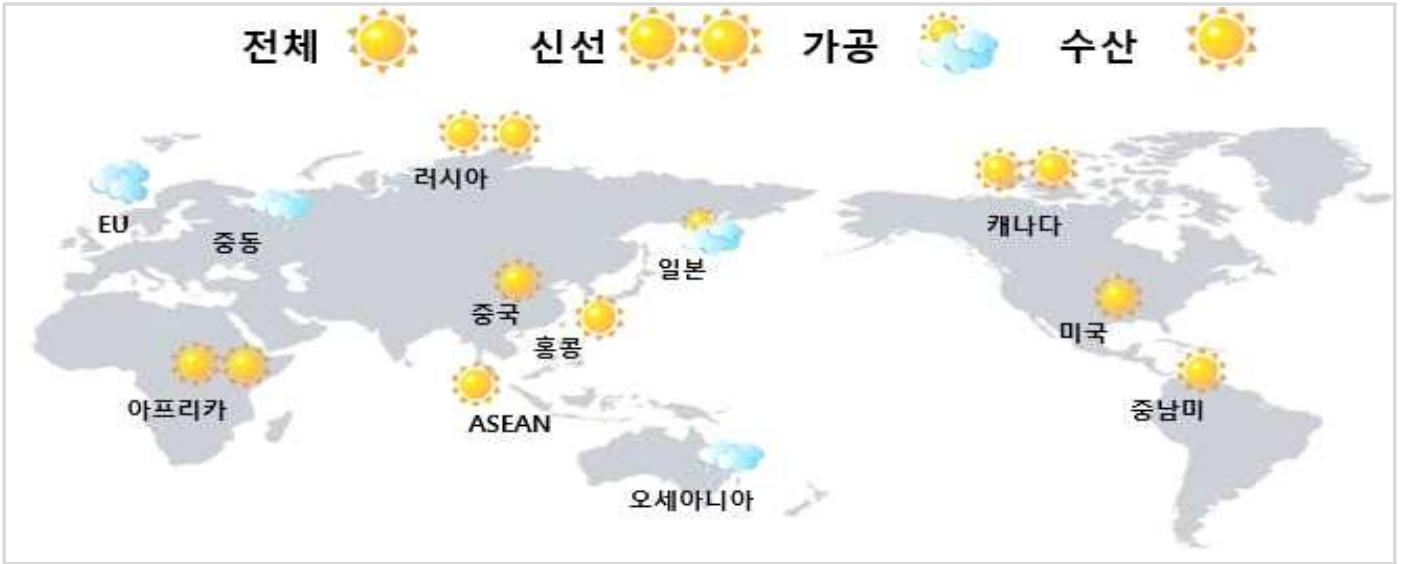 전체 신선 가공 수산
러시아
EU
중동
캐나다
일본
중국
미국
홍콩
아프리카
ASEAN
중남미
오세아니아